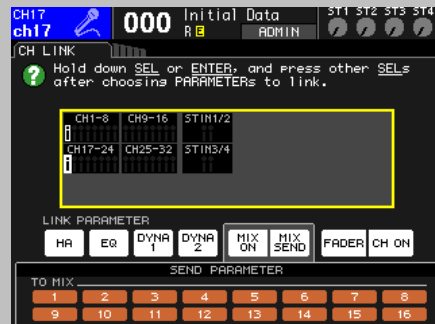 CH17
ch17
000
Initial Data
R E
ADMIN
ST1 ST2 ST3 ST4
CH LINK
? Hold down SEL or ENTER, and press other SELs
after choosing PARAMETERs to link.
CH1-8 CH9-16 STIN1/2
CH17-24 CH25-32 STIN3/4
LINK PARAMETER
HA EQ DYNA 1 DYNA 2 MIX ON MIX SEND FADER CH ON
SEND PARAMETER
TO MIX
1 2 3 4 5 6 7 8
9 10 11 12 13 14 15 16